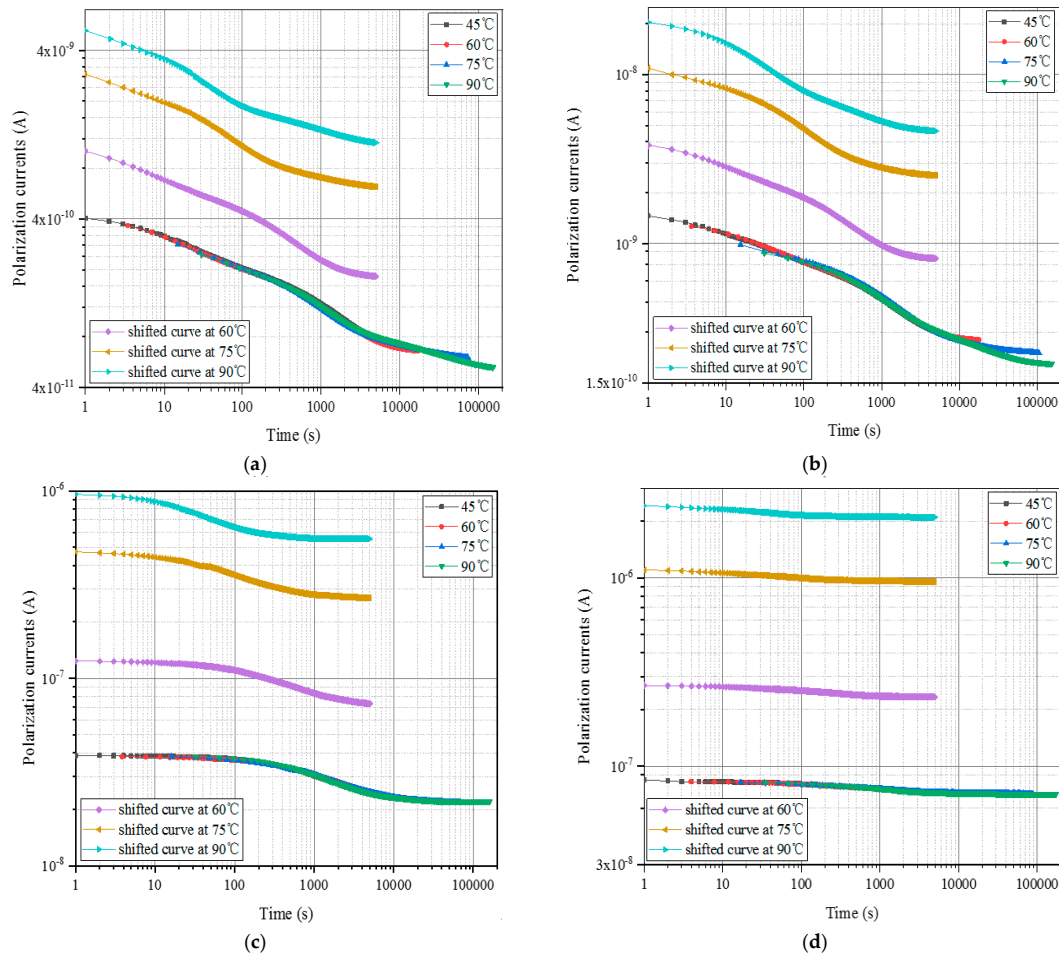 4x10⁻⁹
4x10⁻¹⁰
4x10⁻¹¹
Polarization currents (A)
45℃
60℃
75℃
90℃
shifted curve at 60℃
shifted curve at 75℃
shifted curve at 90℃
1 10 100 1000 10000 100000
Time (s)
(a)
10⁻⁸
10⁻⁹
1.5x10⁻¹⁰
Polarization currents (A)
45℃
60℃
75℃
90℃
shifted curve at 60℃
shifted curve at 75℃
shifted curve at 90℃
1 10 100 1000 10000 100000
Time (s)
(b)
10⁻⁶
10⁻⁷
10⁻⁸
Polarization currents (A)
45℃
60℃
75℃
90℃
shifted curve at 60℃
shifted curve at 75℃
shifted curve at 90℃
1 10 100 1000 10000 100000
Time (s)
(c)
10⁻⁶
10⁻⁷
3x10⁻⁸
Polarization currents (A)
45℃
60℃
75℃
90℃
shifted curve at 60℃
shifted curve at 75℃
shifted curve at 90℃
1 10 100 1000 10000 100000
Time (s)
(d)